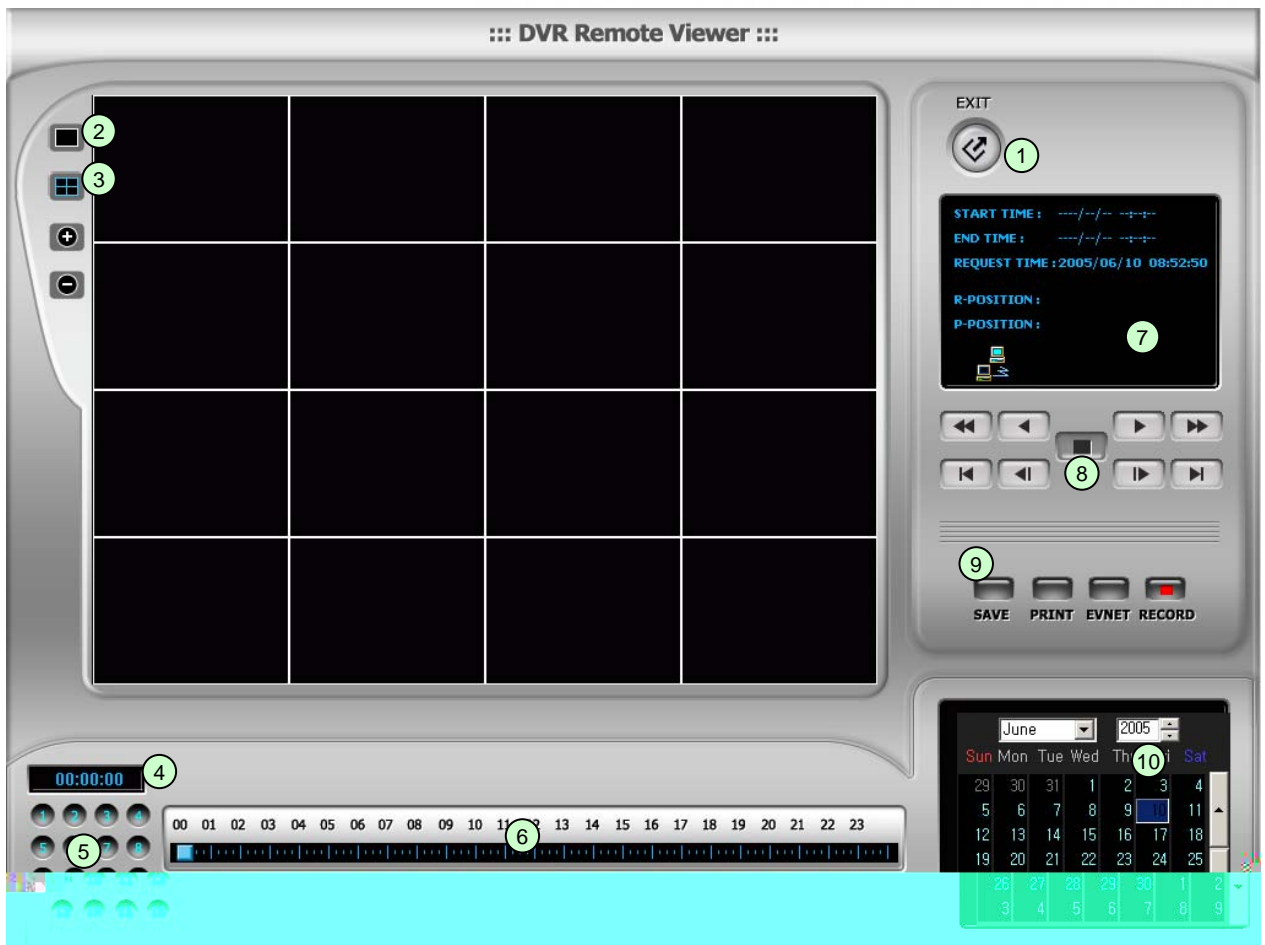 ::: DVR Remote Viewer :::
EXIT
1
2
3
START TIME : ----/--/-- --:--:--
END TIME : ----/--/-- --:--:--
REQUEST TIME : 2005/06/10 08:52:50
R-POSITION :
P-POSITION :
7
8
9
SAVE PRINT EVNET RECORD
June 2005
Sun Mon Tue Wed Sat
10
29 30 31 1 2 3 4
5 6 7 8 9 10 11
12 13 14 15 16 17 18
19 20 21 22 23 24 25
26 27 28 29 30 1 2
3 4 5 6 7 8 9
00:00:00
4
1 2 3 4
5 7 8
5
00 01 02 03 04 05 06 07 08 09 10 13 14 15 16 17 18 19 20 21 22 23
6